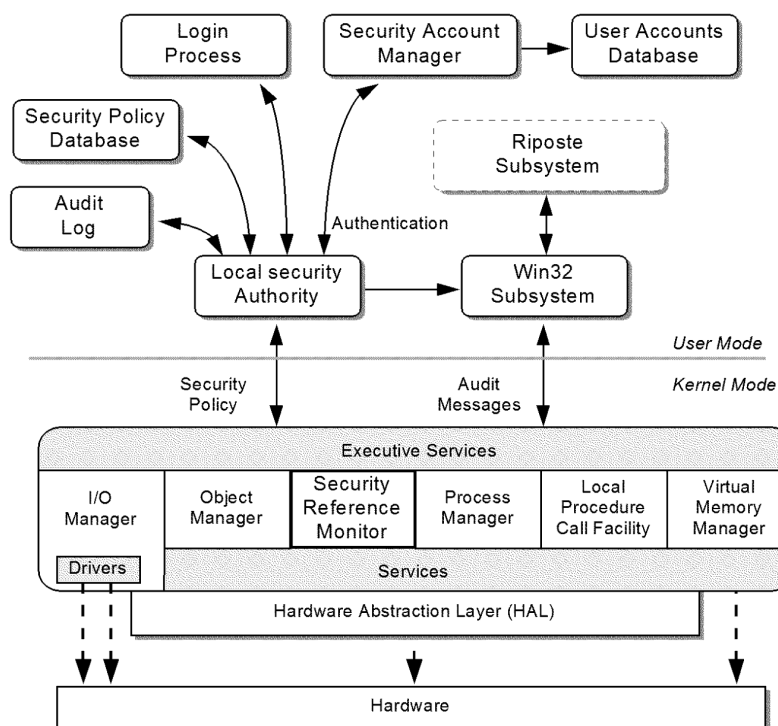 Login
Process
Security Account
Manager
User Accounts
Database
Security Policy
Database
Riposte
Subsystem
Audit
Log
Authentication
Local security
Authority
Win32
Subsystem
User Mode
Kernel Mode
Security
Policy
Audit
Messages
Executive Services
I/O
Manager
Object
Manager
Security
Reference
Monitor
Process
Manager
Local
Procedure
Call Facility
Virtual
Memory
Manager
Drivers
Services
Hardware Abstraction Layer (HAL)
Hardware